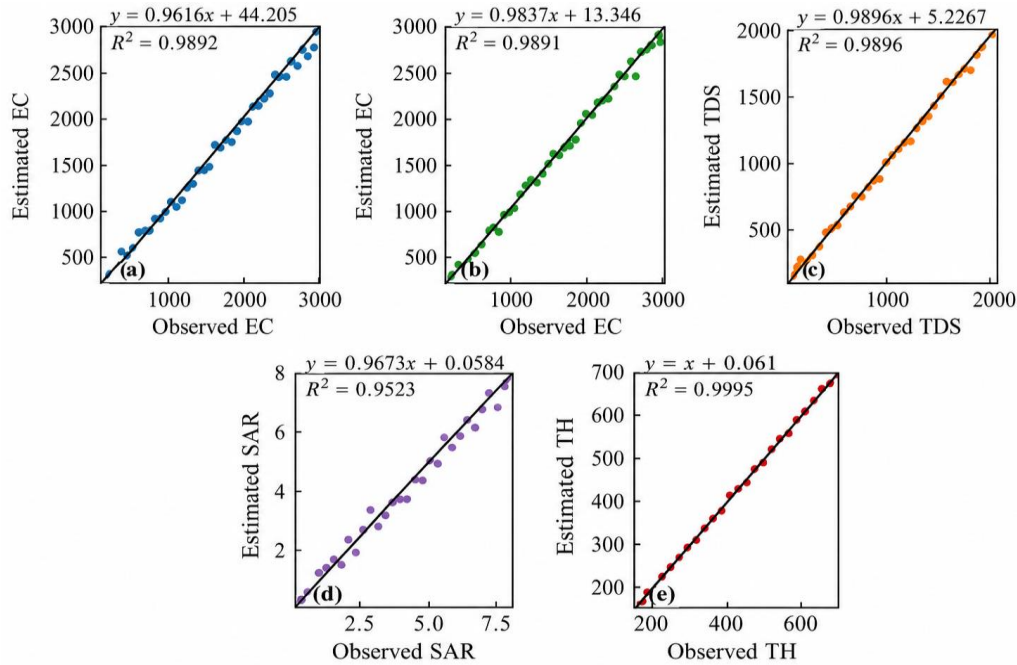 y = 0.9616x + 44.205
R² = 0.9892
3000
2500
2000
1500
1000
500
Estimated EC
(a)
1000 2000 3000
Observed EC
y = 0.9837x + 13.346
R² = 0.9891
3000
2500
2000
1500
1000
500
Estimated EC
(b)
1000 2000 3000
Observed EC
y = 0.9896x + 5.2267
R² = 0.9896
2000
1500
1000
500
Estimated TDS
(c)
1000 2000
Observed TDS
y = 0.9673x + 0.0584
R² = 0.9523
8
6
4
2
Estimated SAR
(d)
2.5 5.0 7.5
Observed SAR
y = x + 0.061
R² = 0.9995
700
600
500
400
300
200
Estimated TH
(e)
200 400 600
Observed TH